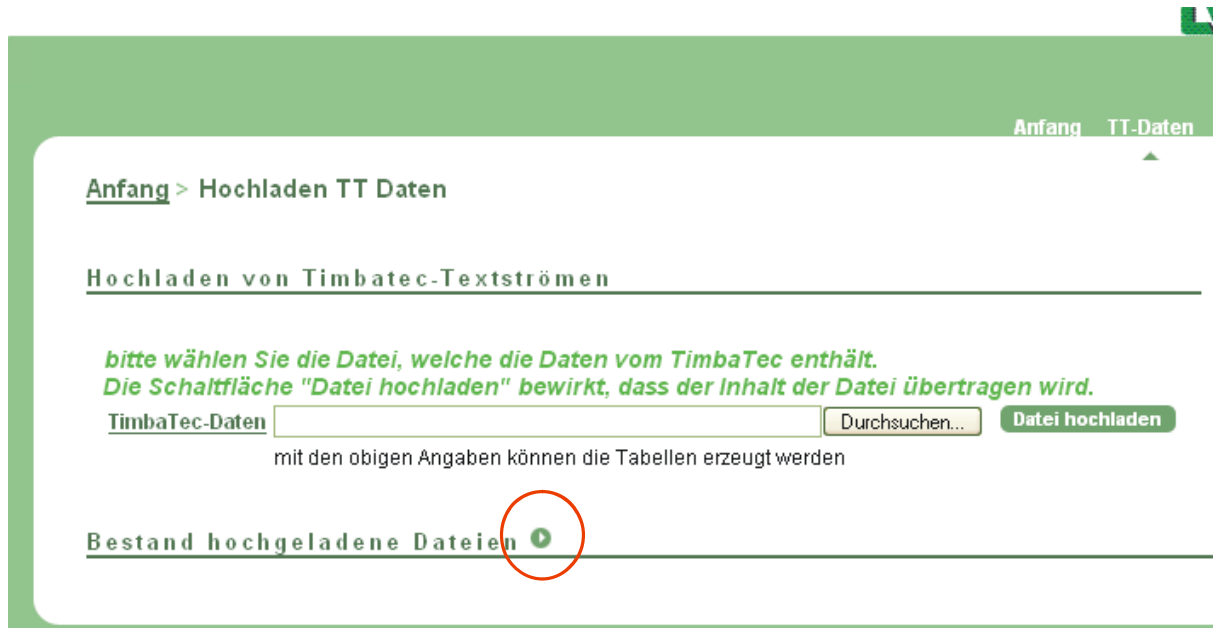 Anfang TT-Daten
Anfang > Hochladen TT Daten
Hochladen von Timbatec-Textströmen
bitte wählen Sie die Datei, welche die Daten vom TimbaTec enthält.
Die Schaltfläche "Datei hochladen" bewirkt, dass der Inhalt der Datei übertragen wird.
TimbaTec-Daten Durchsuchen... Datei hochladen
mit den obigen Angaben können die Tabellen erzeugt werden
Bestand hochgeladene Dateien